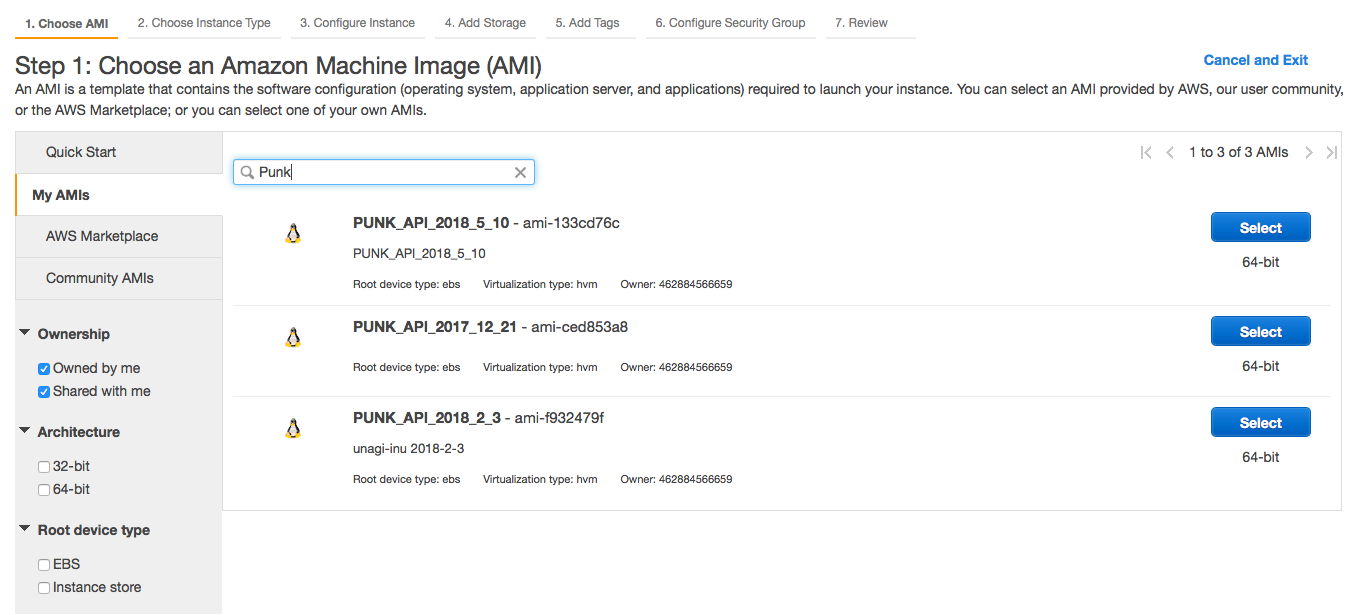 1. Choose AMI 2. Choose Instance Type 3. Configure Instance 4. Add Storage 5. Add Tags 6. Configure Security Group 7. Review
Step 1: Choose an Amazon Machine Image (AMI)
Cancel and Exit
An AMI is a template that contains the software configuration (operating system, application server, and applications) required to launch your instance. You can select an AMI provided by AWS, our user community,
or the AWS Marketplace; or you can select one of your own AMIs.
Quick Start
My AMIs
AWS Marketplace
Community AMIs
Ownership
Owned by me
Shared with me
Architecture
32-bit
64-bit
Root device type
EBS
Instance store
Punk
1 to 3 of 3 AMIs
PUNK_API_2018_5_10 - ami-133cd76c
PUNK_API_2018_5_10
Root device type: ebs Virtualization type: hvm Owner: 462884566659
Select
64-bit
PUNK_API_2017_12_21 - ami-ced853a8
Root device type: ebs Virtualization type: hvm Owner: 462884566659
Select
64-bit
PUNK_API_2018_2_3 - ami-f932479f
unagi-inu 2018-2-3
Root device type: ebs Virtualization type: hvm Owner: 462884566659
Select
64-bit